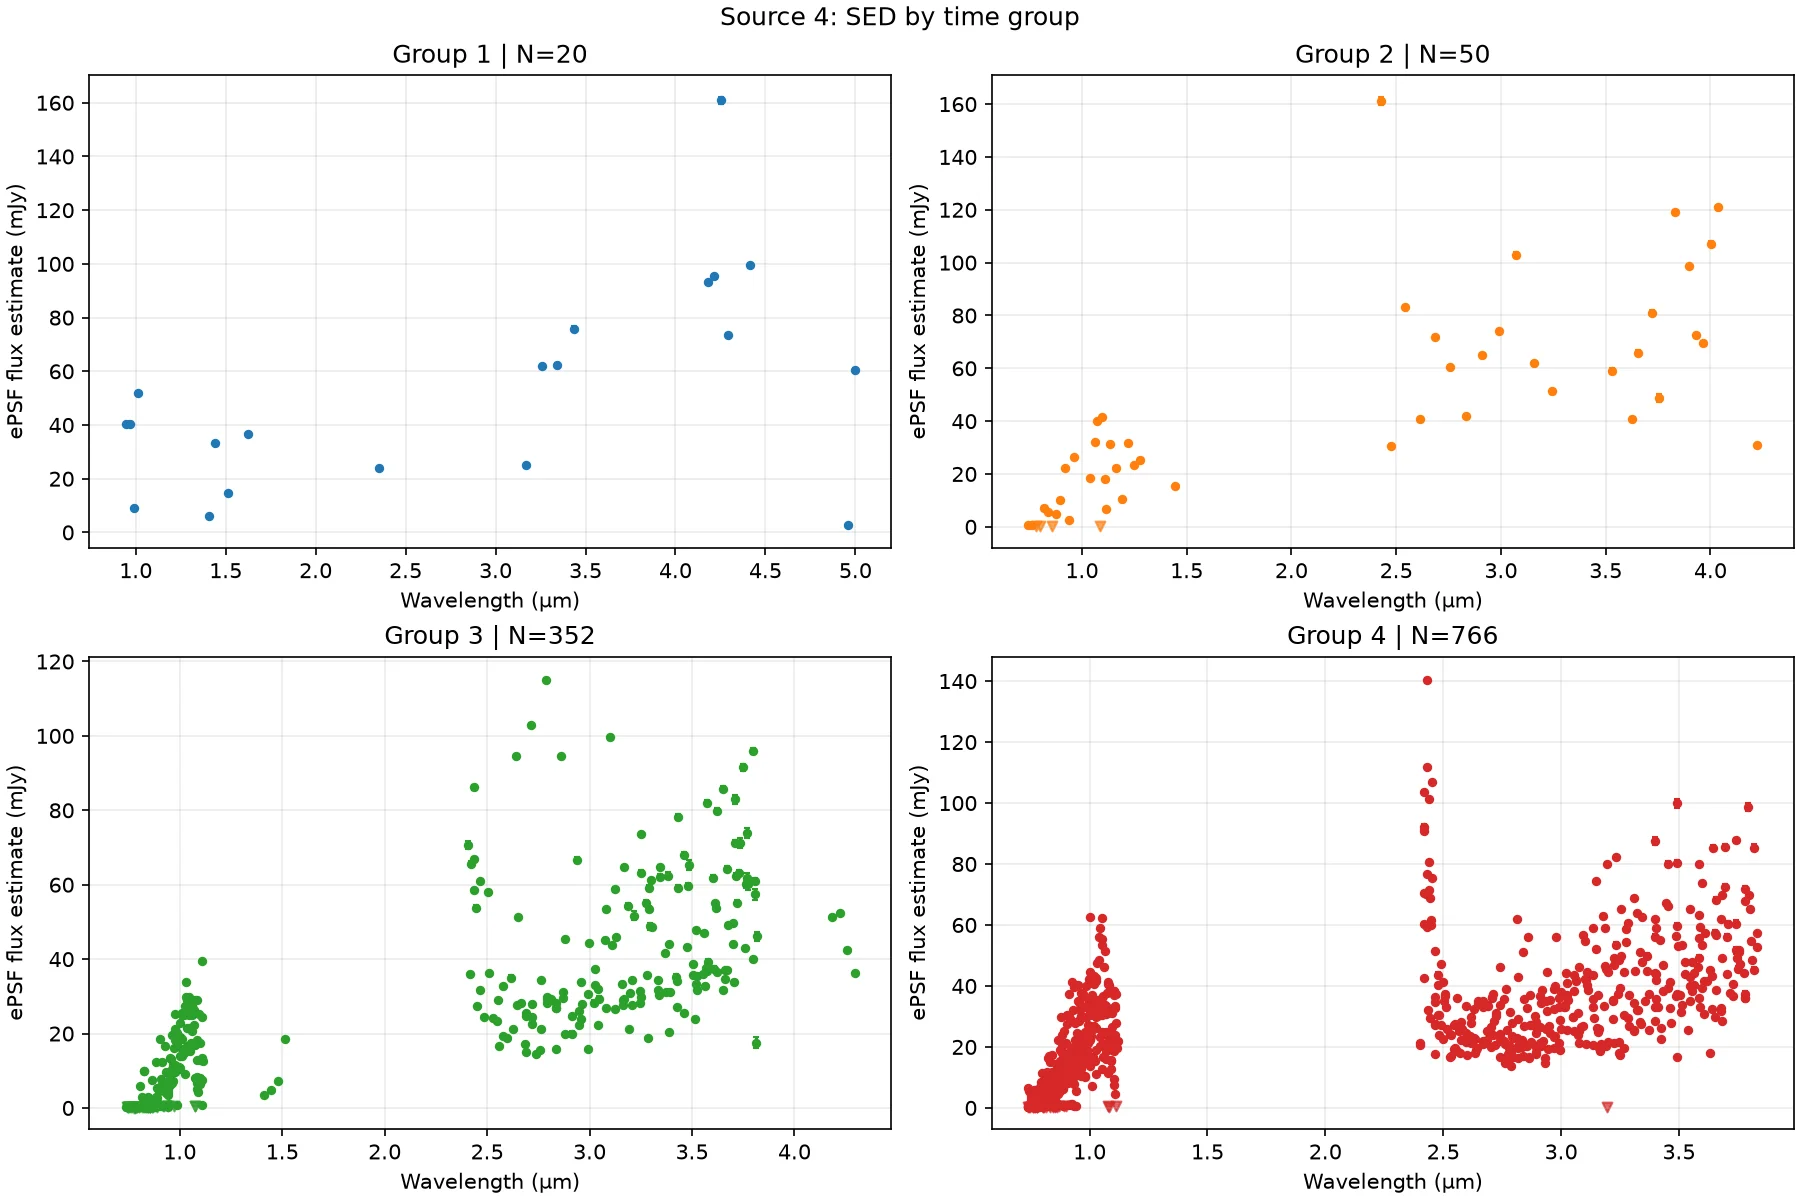 Source 4: SED by time group
Group 1 | N=20
160
140
120
100
80
60
40
20
0
ePSF flux estimate (mJy)
1.0 1.5 2.0 2.5 3.0 3.5 4.0 4.5 5.0
Wavelength (µm)
Group 2 | N=50
160
140
120
100
80
60
40
20
0
ePSF flux estimate (mJy)
1.0 1.5 2.0 2.5 3.0 3.5 4.0
Wavelength (µm)
Group 3 | N=352
120
100
80
60
40
20
0
ePSF flux estimate (mJy)
1.0 1.5 2.0 2.5 3.0 3.5 4.0
Wavelength (µm)
Group 4 | N=766
140
120
100
80
60
40
20
0
ePSF flux estimate (mJy)
1.0 1.5 2.0 2.5 3.0 3.5
Wavelength (µm)